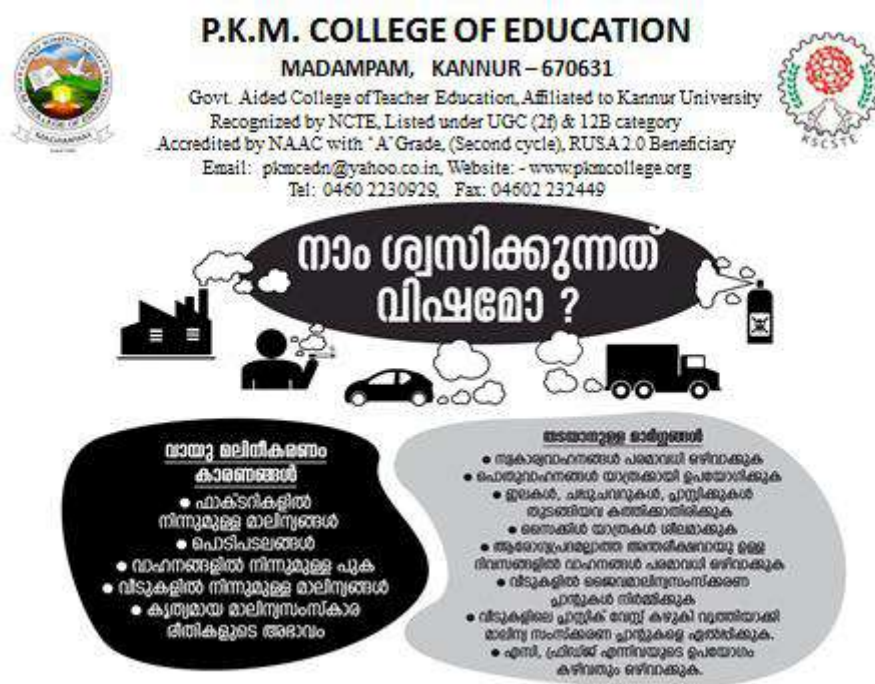 P.K.M. COLLEGE OF EDUCATION
MADAMPAM, KANNUR – 670631
Govt. Aided College of Teacher Education, Affiliated to Kannur University
Recognized by NCTE, Listed under UGC (2f) & 12B category
Accredited by NAAC with "A" Grade, (Second cycle), RUSA 2.0 Beneficiary
Email: pkmcedn@yahoo.co.in, Website: - www.pkmcollege.org
Tel: 0460 2230929, Fax: 04602 232449
MADAMPAM
KSCSTE
നാം ശ്വസിക്കുന്നത്
വിഷമോ ?
വായു മലിനീകരണം
കാരണങ്ങൾ
● ഫാക്ടറികളിൽ
നിന്നുമുള്ള മാലിന്യങ്ങൾ
● പൊടിപടലങ്ങൾ
● വാഹനങ്ങളിൽ നിന്നുമുള്ള പുക
● വീടുകളിൽ നിന്നുമുള്ള മാലിന്യങ്ങൾ
● കൃത്യമായ മാലിന്യസംസ്കാര
രീതികളുടെ അഭാവം
തടയാനുള്ള മാർഗ്ഗങ്ങൾ
● സ്വകാര്യവാഹനങ്ങൾ പരമാവധി ഒഴിവാക്കുക
● പൊതുവാഹനങ്ങൾ യാത്രക്കായി ഉപയോഗിക്കുക
● ഇലകൾ, ചപ്പുചവറുകൾ, പ്ലാസ്റ്റിക്കുകൾ
തുടങ്ങിയവ കത്തിക്കാതിരിക്കുക
● സൈക്കിൾ യാത്രകൾ ശീലമാക്കുക
● ആരോഗ്യപ്രദമല്ലാത്ത അന്തരീക്ഷവായു ഉള്ള
ദിവസങ്ങളിൽ വാഹനങ്ങൾ പരമാവധി ഒഴിവാക്കുക
● വീടുകളിൽ ജൈവമാലിന്യസംസ്ക്കരണ
പ്ലാന്റുകൾ നിർമ്മിക്കുക
● വീടുകളിലെ പ്ലാസ്റ്റിക് വേസ്റ്റ് കഴുകി വൃത്തിയാക്കി
മാലിന്യ സംസ്ക്കരണ പ്ലാന്റുകളെ ഏൽപ്പിക്കുക.
● എസി, ഫ്രിഡ്ജ് എന്നിവയുടെ ഉപയോഗം
കഴിവതും ഒഴിവാക്കുക.